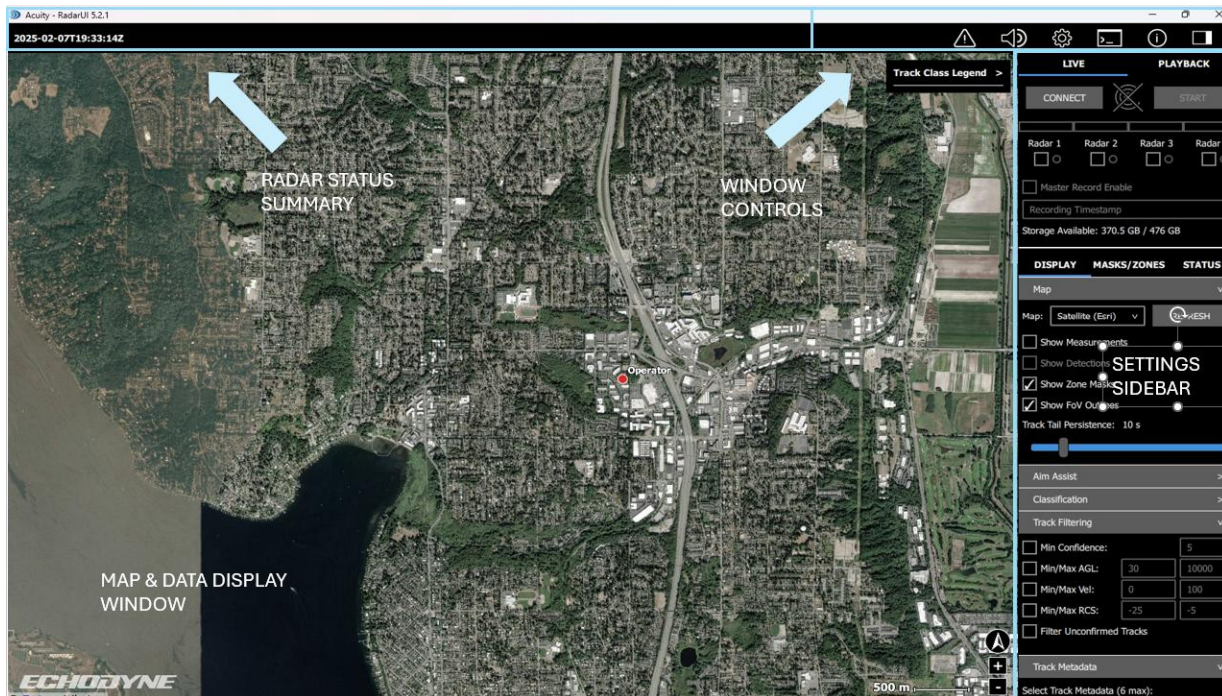 Acuity - RadarUI 5.2.1
2025-02-07T19:33:14Z
Track Class Legend >
RADAR STATUS
SUMMARY
WINDOW
CONTROLS
Operator
MAP & DATA DISPLAY
WINDOW
ECHODYNE
500 m
+
-
LIVE PLAYBACK
CONNECT START
Radar 1 Radar 2 Radar 3 Radar
Master Record Enable
Recording Timestamp
Storage Available: 370.5 GB / 476 GB
DISPLAY MASKS/ZONES STATUS
Map
Map: Satellite (Esri)
Show Measurements
Show Detections
SETTINGS
SIDEBAR
Show Zone Masks
Show FoV Outlines
Track Tail Persistence: 10 s
Aim Assist >
Classification >
Track Filtering
Min Confidence: 5
Min/Max AGL: 30 10000
Min/Max Vel: 0 100
Min/Max RCS: -25 -5
Filter Unconfirmed Tracks
Track Metadata
Select Track Metadata (6 max):